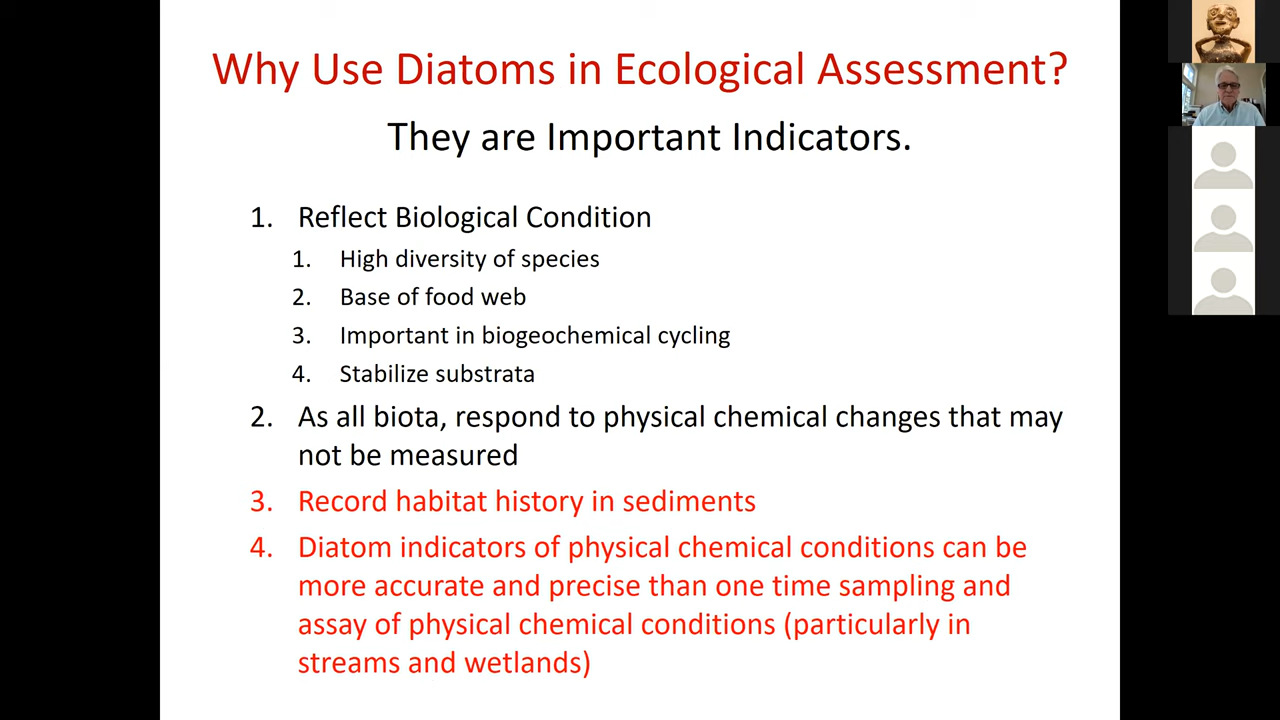 Why Use Diatoms in Ecological Assessment?
They are Important Indicators.
1. Reflect Biological Condition
1. High diversity of species
2. Base of food web
3. Important in biogeochemical cycling
4. Stabilize substrata
2. As all biota, respond to physical chemical changes that may
not be measured
3. Record habitat history in sediments
4. Diatom indicators of physical chemical conditions can be
more accurate and precise than one time sampling and
assay of physical chemical conditions (particularly in
streams and wetlands)